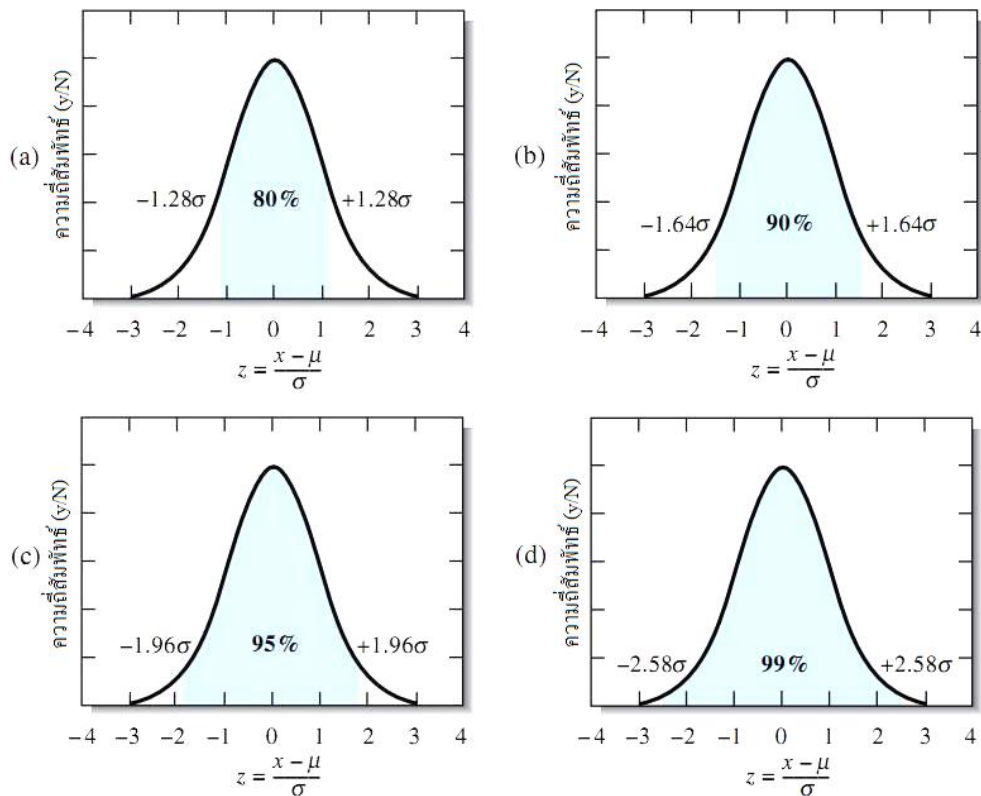 (a)
ความถี่สัมพัทธ์ (y/N)
−1.28σ 80% +1.28σ
−4 −3 −2 −1 0 1 2 3 4
z = \frac{x − μ}{σ}
(b)
ความถี่สัมพัทธ์ (y/N)
−1.64σ 90% +1.64σ
−4 −3 −2 −1 0 1 2 3 4
z = \frac{x − μ}{σ}
(c)
ความถี่สัมพัทธ์ (y/N)
−1.96σ 95% +1.96σ
−4 −3 −2 −1 0 1 2 3 4
z = \frac{x − μ}{σ}
(d)
ความถี่สัมพัทธ์ (y/N)
−2.58σ 99% +2.58σ
−4 −3 −2 −1 0 1 2 3 4
z = \frac{x − μ}{σ}